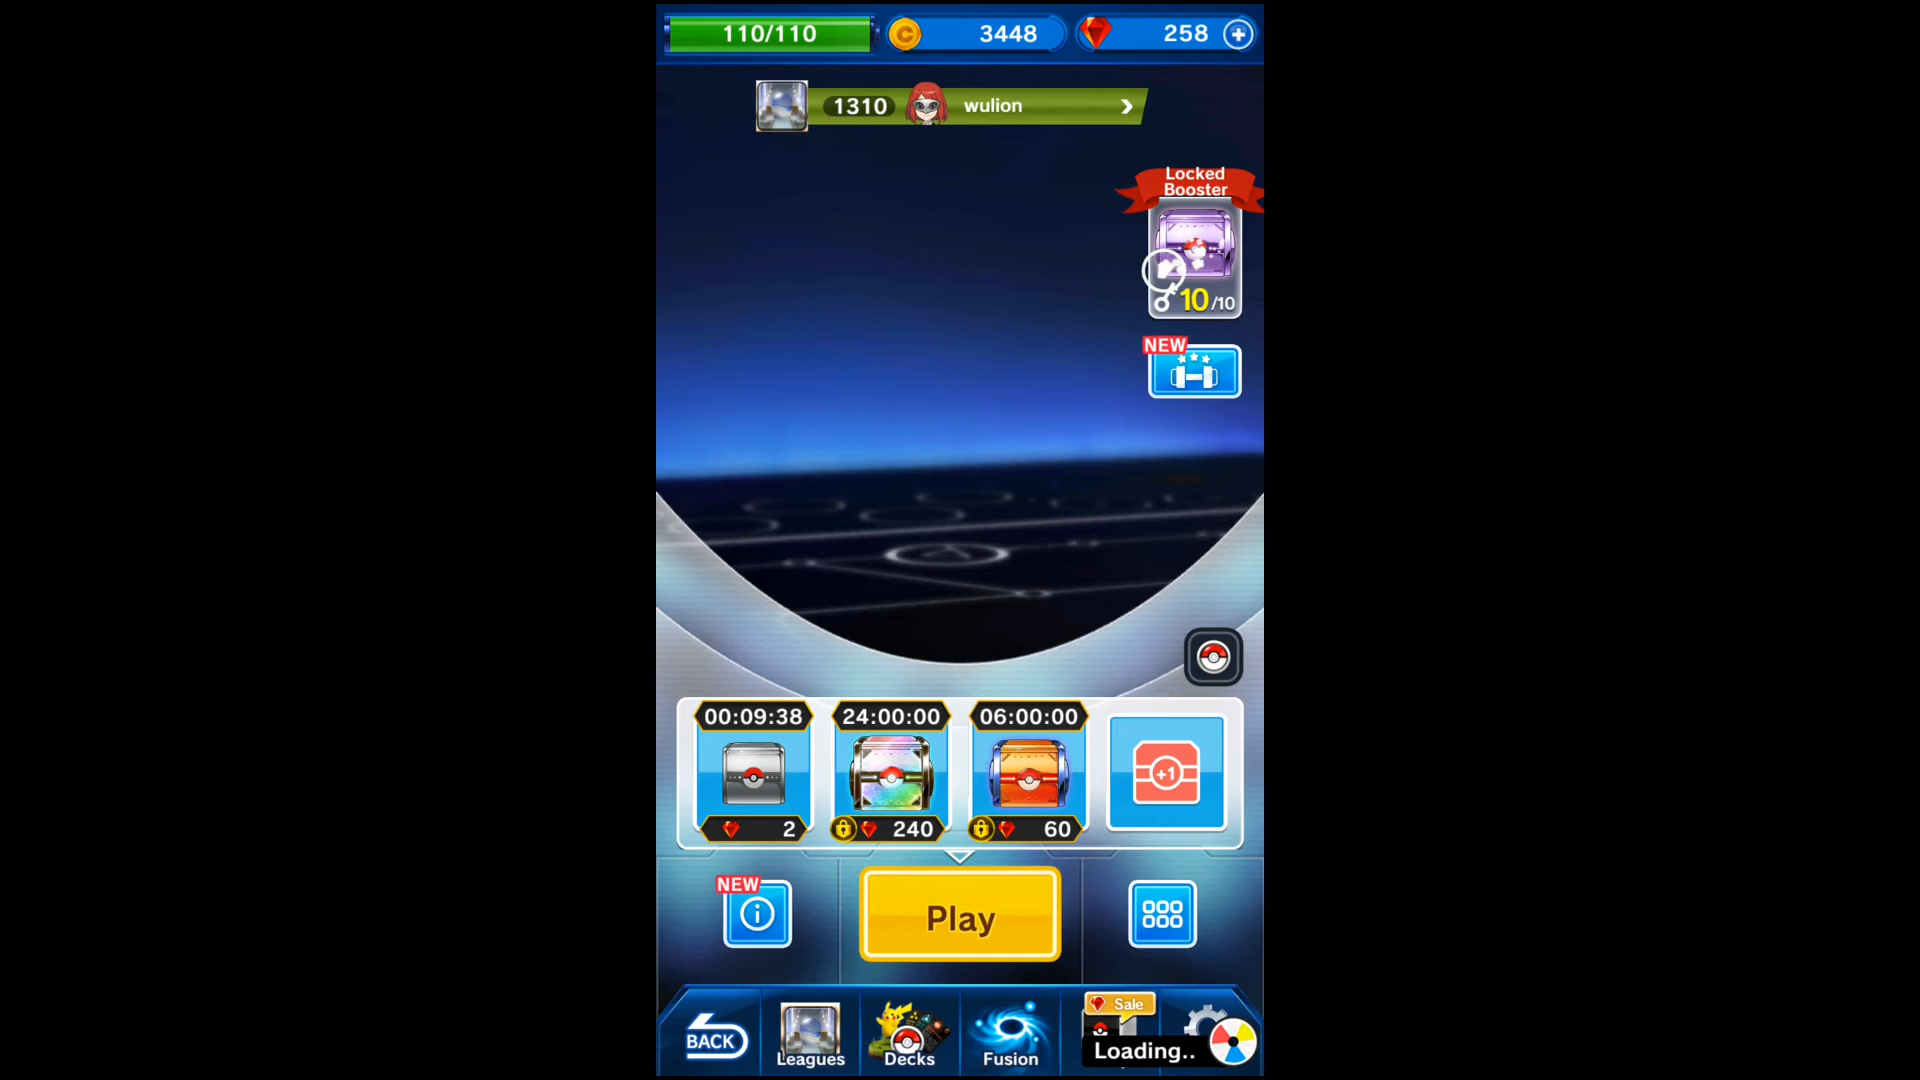 110/110
3448
258
1310
wulion
Locked
Booster
10/10
NEW
00:09:38
24:00:00
06:00:00
+1
2
240
60
NEW
Play
Sale
BACK
Leagues
Decks
Fusion
Loading..